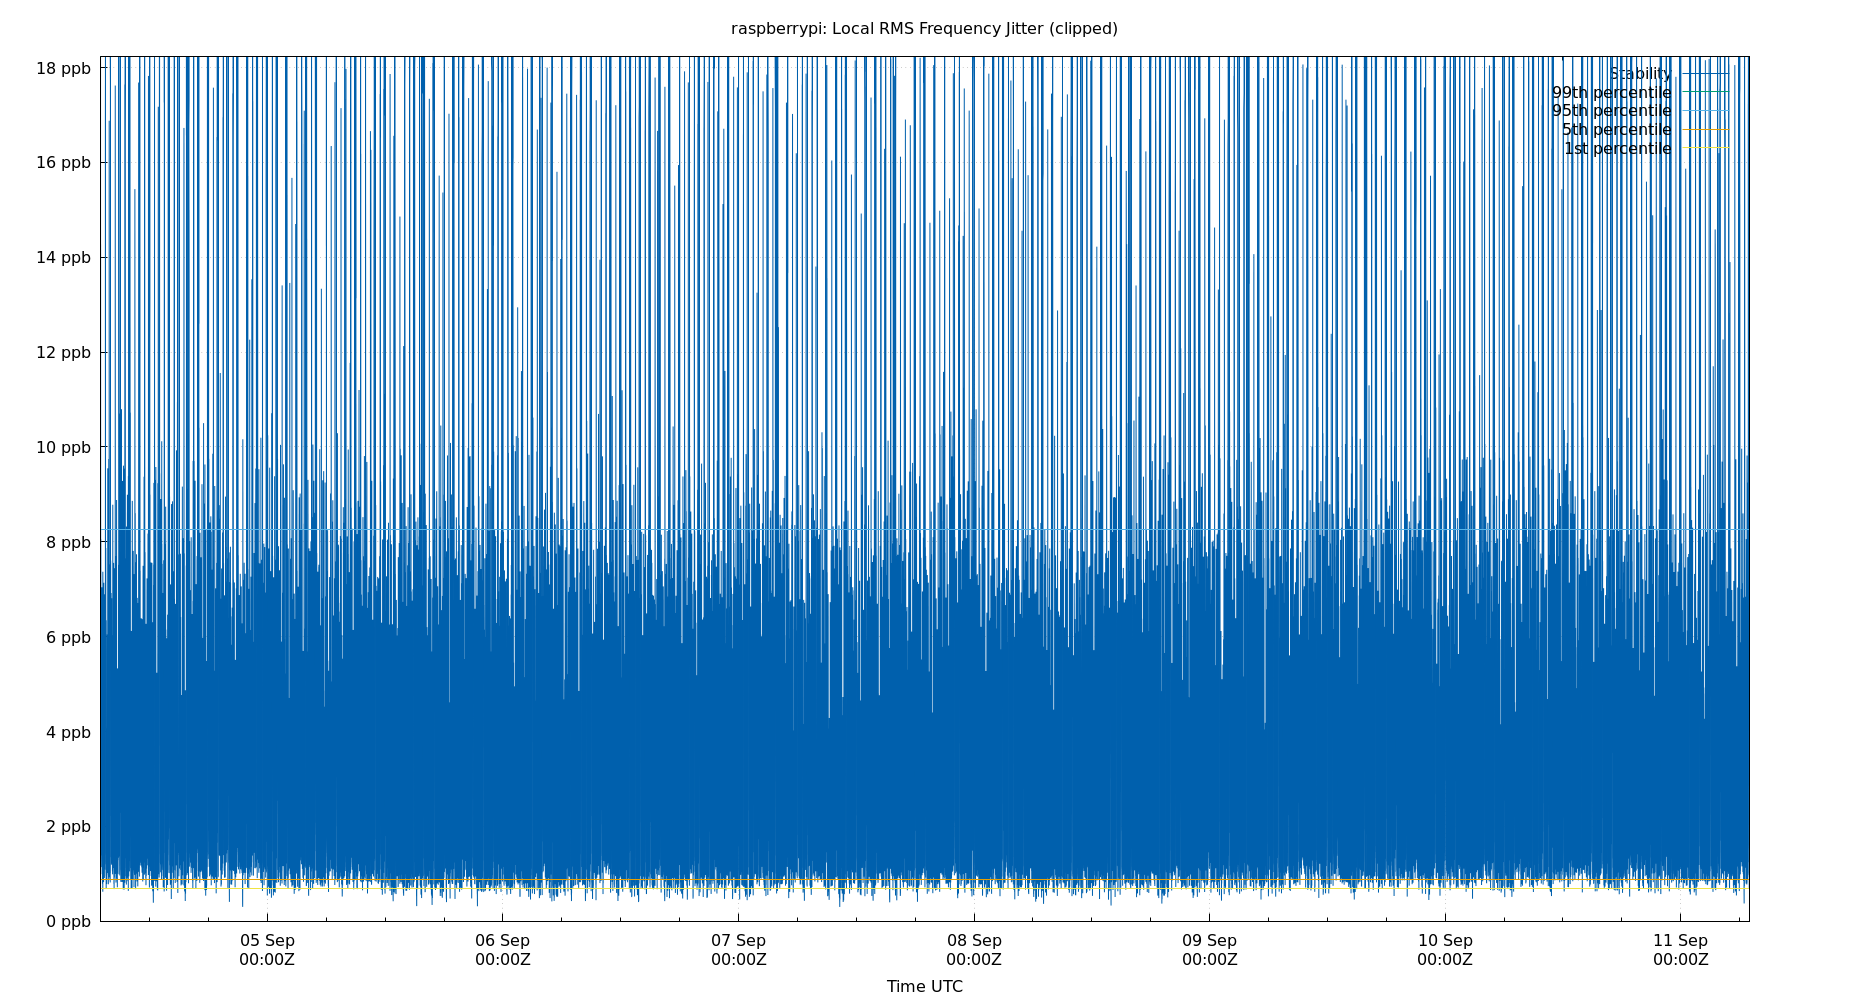 raspberrypi: Local RMS Frequency Jitter (clipped)
18 ppb
16 ppb
14 ppb
12 ppb
10 ppb
8 ppb
6 ppb
4 ppb
2 ppb
0 ppb
Stability
99th percentile
95th percentile
5th percentile
1st percentile
05 Sep 06 Sep 07 Sep 08 Sep 09 Sep 10 Sep 11 Sep
00:00Z 00:00Z 00:00Z 00:00Z 00:00Z 00:00Z 00:00Z
Time UTC